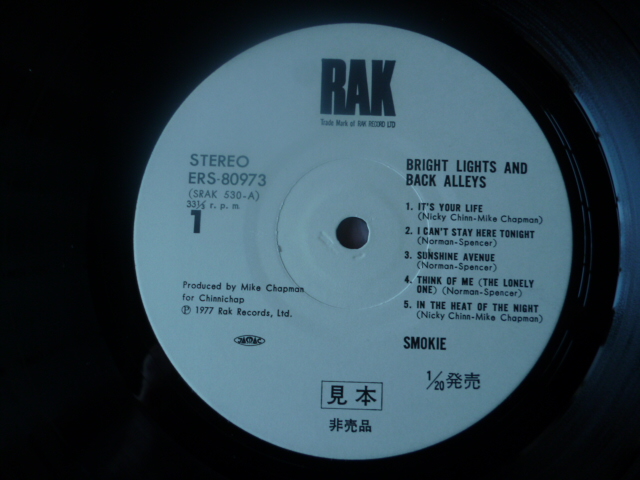 RAK
Trade Mark of RAK RECORD LTD
STEREO
ERS-80973
(SRAK 530-A)
33⅓ r. p. m.
1
BRIGHT LIGHTS AND
BACK ALLEYS
1. IT'S YOUR LIFE
(Nicky Chinn-Mike Chapman)
2. I CAN'T STAY HERE TONIGHT
(Norman-Spencer)
3. SUNSHINE AVENUE
(Norman-Spencer)
4. THINK OF ME (THE LONELY
ONE) (Norman-Spencer)
5. IN THE HEAT OF THE NIGHT
(Nicky Chinn-Mike Chapman)
Produced by Mike Chapman
for Chinnichap
Ⓟ 1977 Rak Records, Ltd.
JASRAC
SMOKIE
1/20発売
見本
非売品